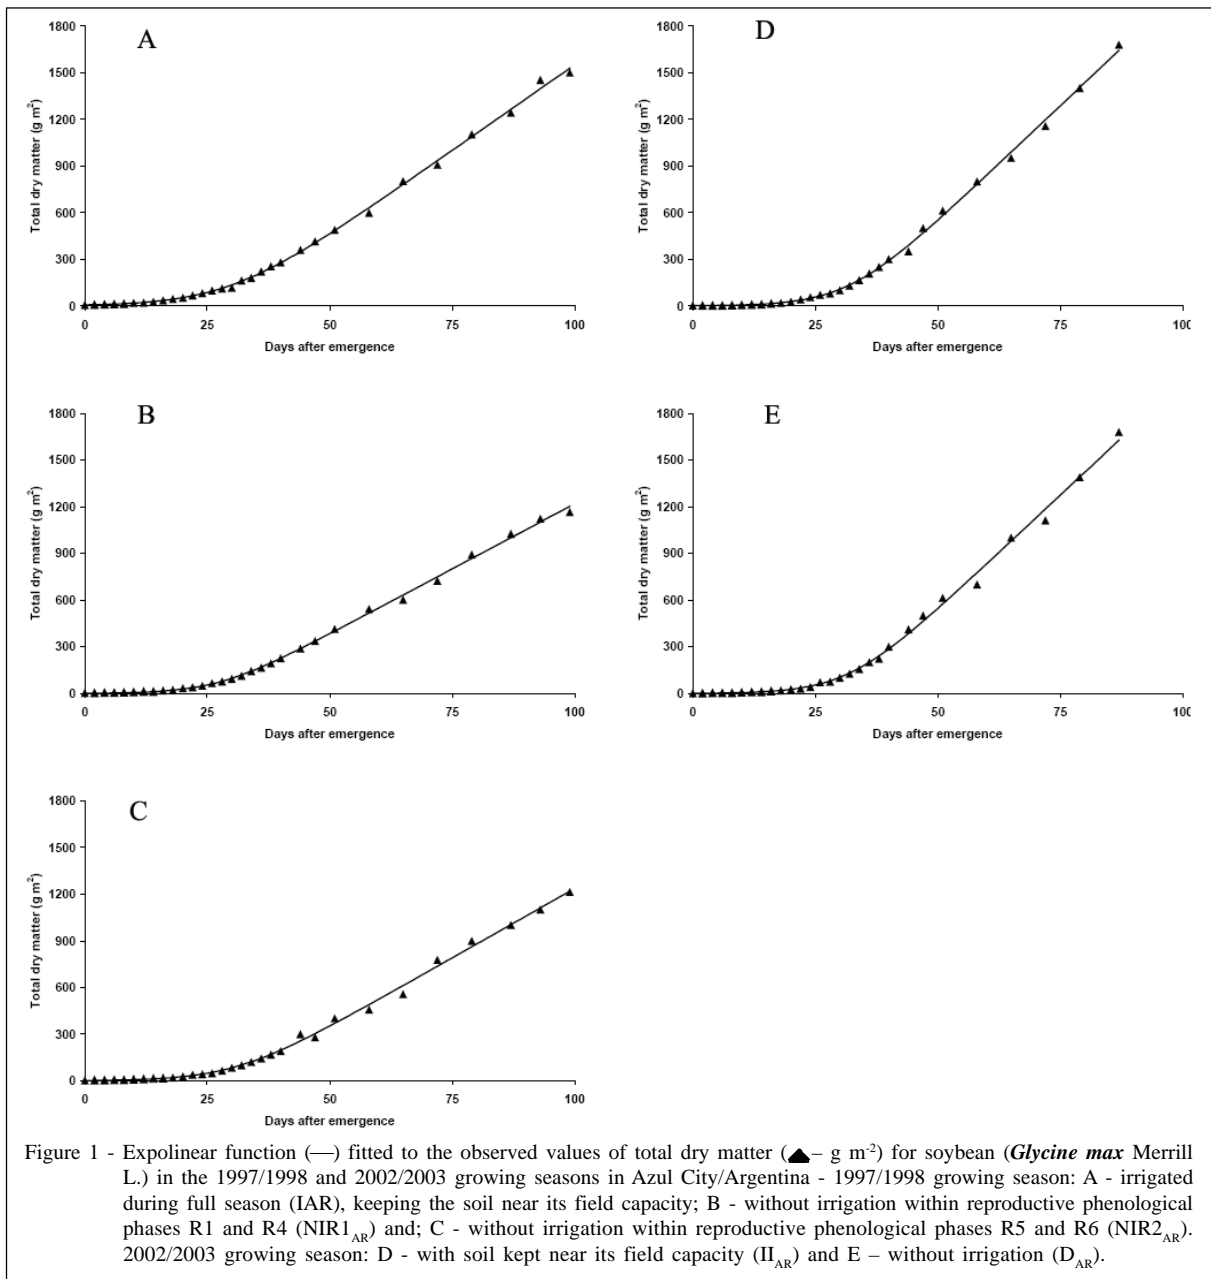 A
1800
1500
1200
900
600
300
0
Total dry matter (g m²)
0 25 50 75 100
Days after emergence
D
1800
1500
1200
900
600
300
0
Total dry matter (g m²)
0 25 50 75 100
Days after emergence
B
1800
1500
1200
900
600
300
0
Total dry matter (g m²)
0 25 50 75 100
Days after emergence
E
1800
1500
1200
900
600
300
0
Total dry matter (g m²)
0 25 50 75 100
Days after emergence
C
1800
1500
1200
900
600
300
0
Total dry matter (g m²)
0 25 50 75 100
Days after emergence
Figure 1 - Expolinear function (—) fitted to the observed values of total dry matter (▲– g m⁻²) for soybean (Glycine max Merrill
L.) in the 1997/1998 and 2002/2003 growing seasons in Azul City/Argentina - 1997/1998 growing season: A - irrigated
during full season (IAR), keeping the soil near its field capacity; B - without irrigation within reproductive phenological
phases R1 and R4 (NIR1AR) and; C - without irrigation within reproductive phenological phases R5 and R6 (NIR2AR).
2002/2003 growing season: D - with soil kept near its field capacity (IIAR) and E – without irrigation (DAR).